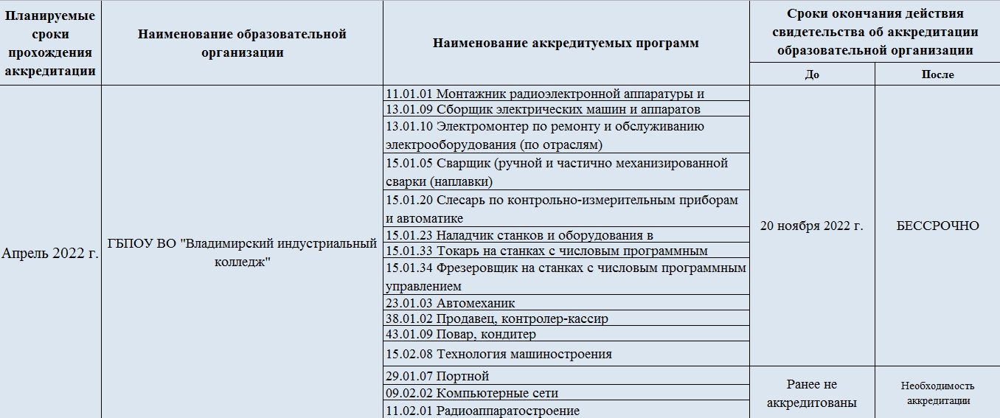 Планируемые
сроки
прохождения
аккредитации
Наименование образовательной
организации
Наименование аккредитуемых программ
Сроки окончания действия
свидетельства об аккредитации
образовательной организации
До
После
Апрель 2022 г.
ГБПОУ ВО "Владимирский индустриальный
колледж"
11.01.01 Монтажник радиоэлектронной аппаратуры и
13.01.09 Сборщик электрических машин и аппаратов
13.01.10 Электромонтер по ремонту и обслуживанию
электрооборудования (по отраслям)
15.01.05 Сварщик (ручной и частично механизированной
сварки (наплавки)
15.01.20 Слесарь по контрольно-измерительным приборам
и автоматике
15.01.23 Наладчик станков и оборудования в
15.01.33 Токарь на станках с числовым программным
15.01.34 Фрезеровщик на станках с числовым программным
управлением
23.01.03 Автомеханик
38.01.02 Продавец, контролер-кассир
43.01.09 Повар, кондитер
15.02.08 Технология машиностроения
20 ноября 2022 г.
БЕССРОЧНО
29.01.07 Портной
09.02.02 Компьютерные сети
11.02.01 Радиоаппаратостроение
Ранее не
аккредитованы
Необходимость
аккредитации